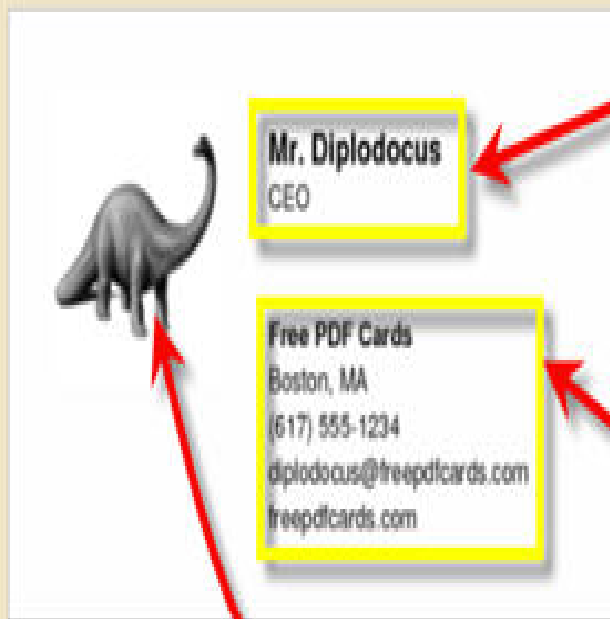 Mr. Diplodocus
CEO
Free PDF Cards
Boston, MA
(617) 555-1234
diplodocus@freepdfcards.com
freepdfcards.com